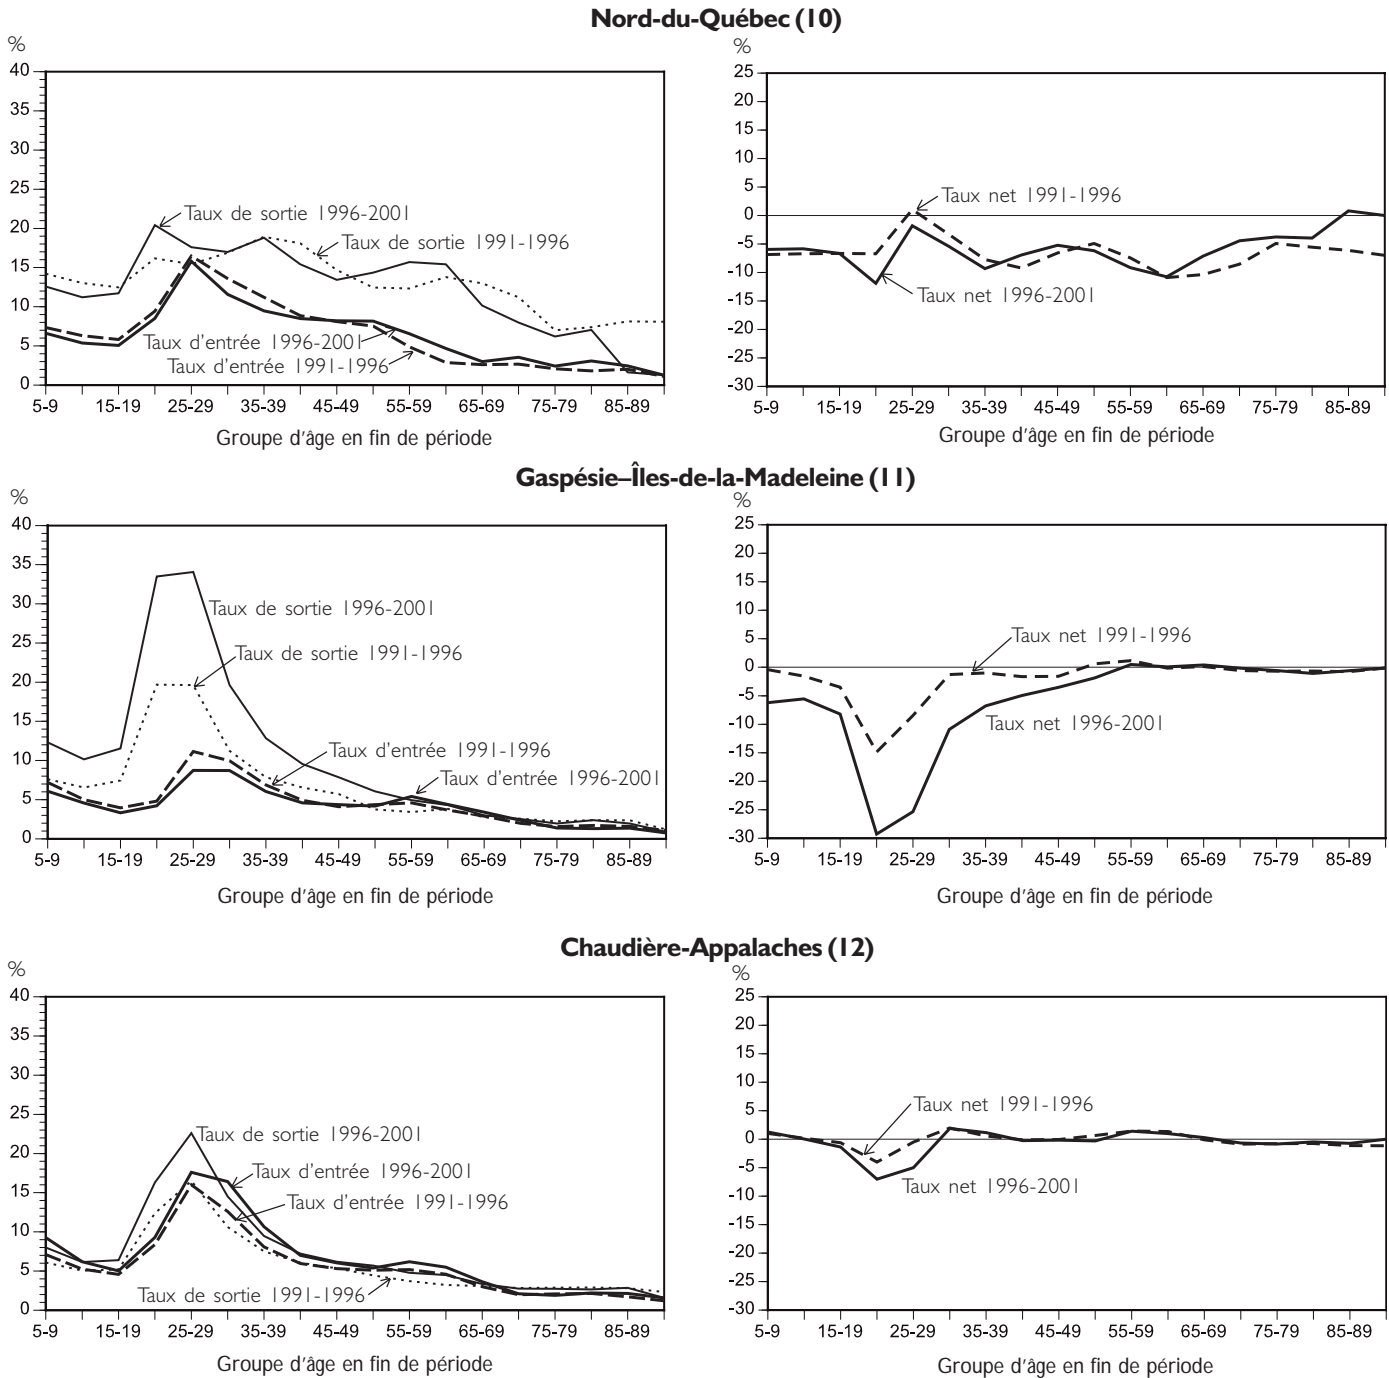 Nord-du-Québec (10)
%
40
35
30
25
20
15
10
5
0
Taux de sortie 1996-2001
Taux de sortie 1991-1996
Taux d'entrée 1996-2001
Taux d'entrée 1991-1996
5-9 15-19 25-29 35-39 45-49 55-59 65-69 75-79 85-89
Groupe d'âge en fin de période
%
25
20
15
10
5
0
-5
-10
-15
-20
-25
-30
Taux net 1991-1996
Taux net 1996-2001
5-9 15-19 25-29 35-39 45-49 55-59 65-69 75-79 85-89
Groupe d'âge en fin de période
Gaspésie–Îles-de-la-Madeleine (11)
%
40
35
30
25
20
15
10
5
0
Taux de sortie 1996-2001
Taux de sortie 1991-1996
Taux d'entrée 1991-1996
Taux d'entrée 1996-2001
5-9 15-19 25-29 35-39 45-49 55-59 65-69 75-79 85-89
Groupe d'âge en fin de période
%
25
20
15
10
5
0
-5
-10
-15
-20
-25
-30
Taux net 1991-1996
Taux net 1996-2001
5-9 15-19 25-29 35-39 45-49 55-59 65-69 75-79 85-89
Groupe d'âge en fin de période
Chaudière-Appalaches (12)
%
40
35
30
25
20
15
10
5
0
Taux de sortie 1996-2001
Taux d'entrée 1996-2001
Taux d'entrée 1991-1996
Taux de sortie 1991-1996
5-9 15-19 25-29 35-39 45-49 55-59 65-69 75-79 85-89
Groupe d'âge en fin de période
%
25
20
15
10
5
0
-5
-10
-15
-20
-25
-30
Taux net 1991-1996
Taux net 1996-2001
5-9 15-19 25-29 35-39 45-49 55-59 65-69 75-79 85-89
Groupe d'âge en fin de période